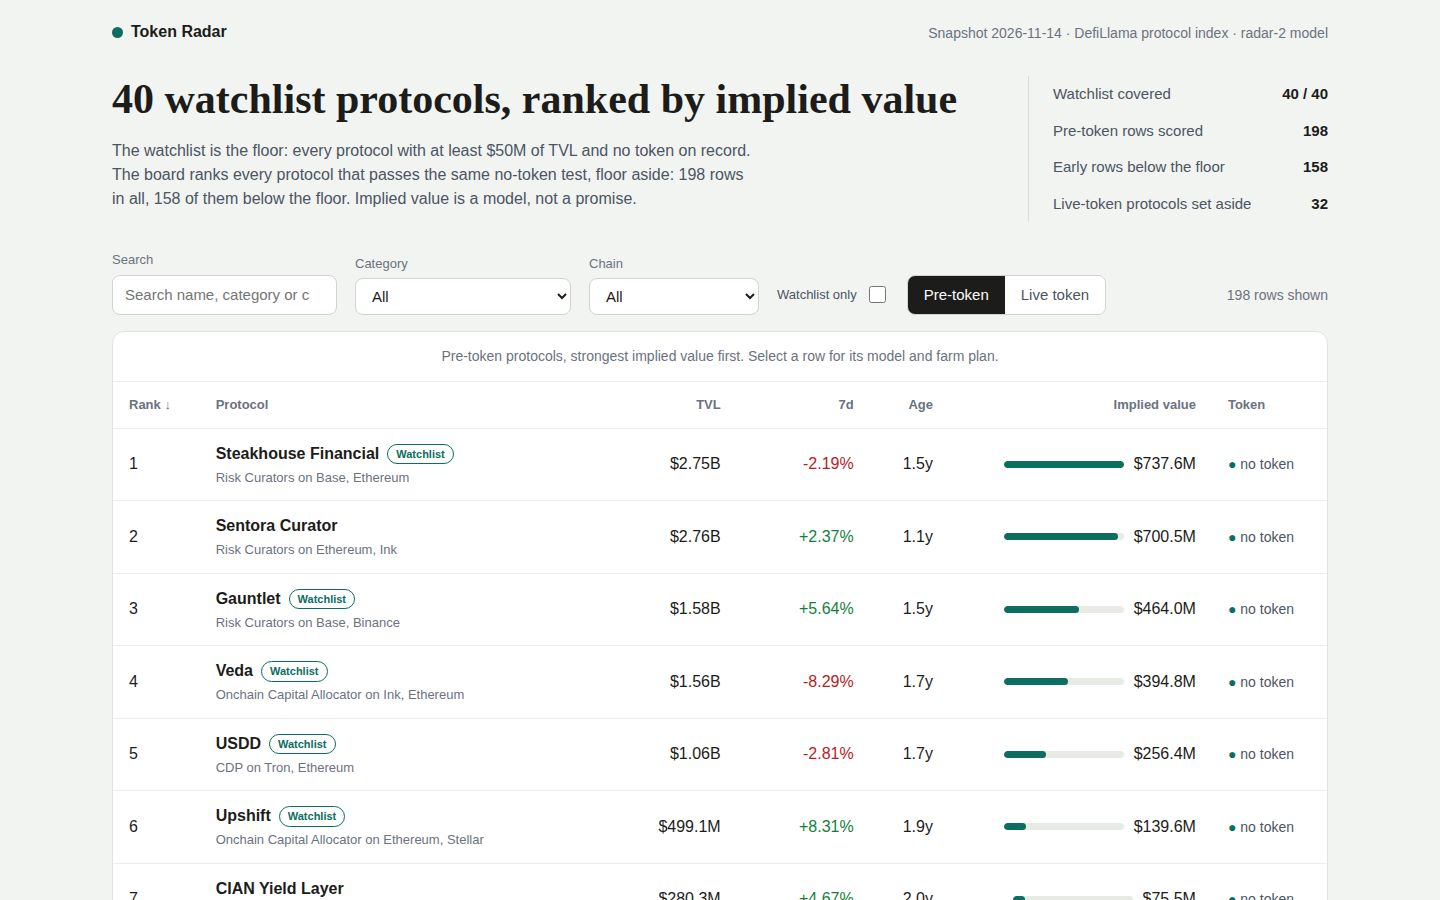 Token Radar
Snapshot 2026-11-14 · DefiLlama protocol index · radar-2 model
40 watchlist protocols, ranked by implied value
The watchlist is the floor: every protocol with at least $50M of TVL and no token on record.
The board ranks every protocol that passes the same no-token test, floor aside: 198 rows
in all, 158 of them below the floor. Implied value is a model, not a promise.
Watchlist covered 40 / 40
Pre-token rows scored 198
Early rows below the floor 158
Live-token protocols set aside 32
Search Category Chain
Search name, category or c All All Watchlist only Pre-token Live token 198 rows shown
Pre-token protocols, strongest implied value first. Select a row for its model and farm plan.
Rank ↓ Protocol TVL 7d Age Implied value Token
Steakhouse Financial Watchlist
1 $2.75B -2.19% 1.5y $737.6M ● no token
Risk Curators on Base, Ethereum
Sentora Curator
2 $2.76B +2.37% 1.1y $700.5M ● no token
Risk Curators on Ethereum, Ink
Gauntlet Watchlist
3 $1.58B +5.64% 1.5y $464.0M ● no token
Risk Curators on Base, Binance
Veda Watchlist
4 $1.56B -8.29% 1.7y $394.8M ● no token
Onchain Capital Allocator on Ink, Ethereum
USDD Watchlist
5 $1.06B -2.81% 1.7y $256.4M ● no token
CDP on Tron, Ethereum
Upshift Watchlist
6 $499.1M +8.31% 1.9y $139.6M ● no token
Onchain Capital Allocator on Ethereum, Stellar
CIAN Yield Layer
7 $280.3M +4.67% 2.0y $75.5M ● no token